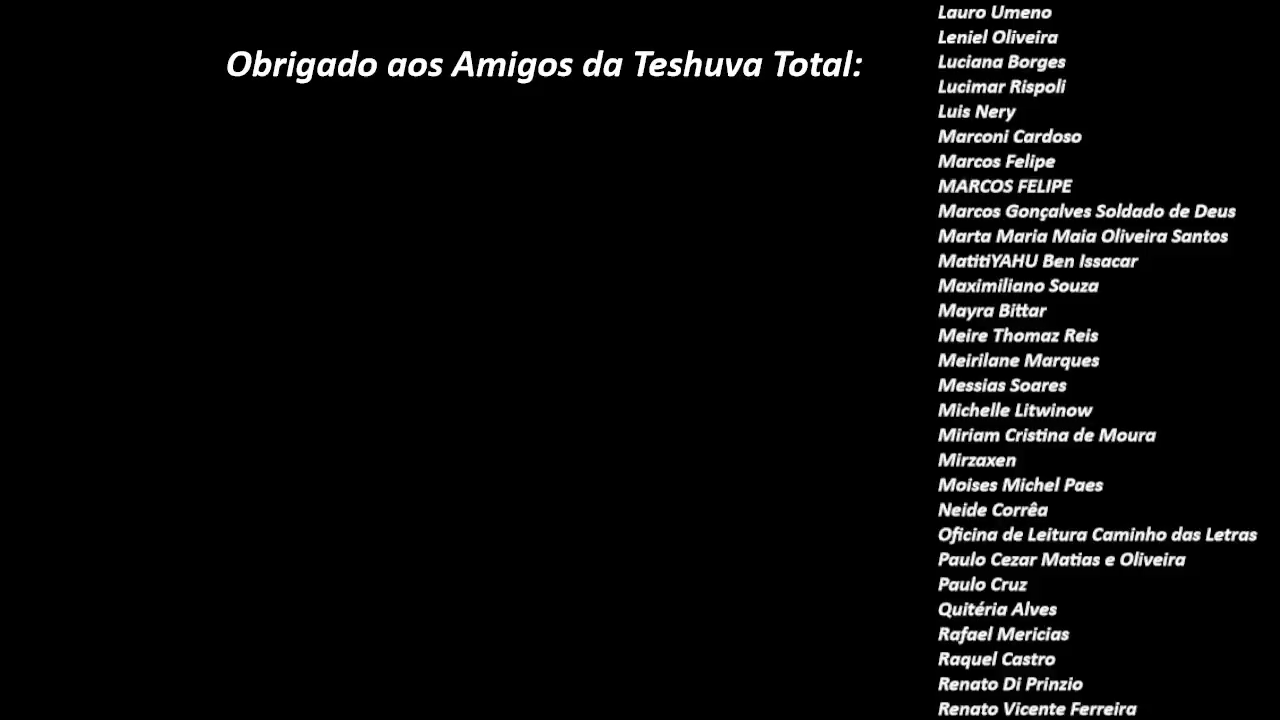 Obrigado aos Amigos da Teshuva Total:
Lauro Umeno
Leniel Oliveira
Luciana Borges
Lucimar Rispoli
Luis Nery
Marconi Cardoso
Marcos Felipe
MARCOS FELIPE
Marcos Gonçalves Soldado de Deus
Marta Maria Maia Oliveira Santos
MatitiYAHU Ben Issacar
Maximiliano Souza
Mayra Bittar
Meire Thomaz Reis
Meirilane Marques
Messias Soares
Michelle Litwinow
Miriam Cristina de Moura
Mirzaxen
Moises Michel Paes
Neide Corrêa
Oficina de Leitura Caminho das Letras
Paulo Cezar Matias e Oliveira
Paulo Cruz
Quitéria Alves
Rafael Mericias
Raquel Castro
Renato Di Prinzio
Renato Vicente Ferreira